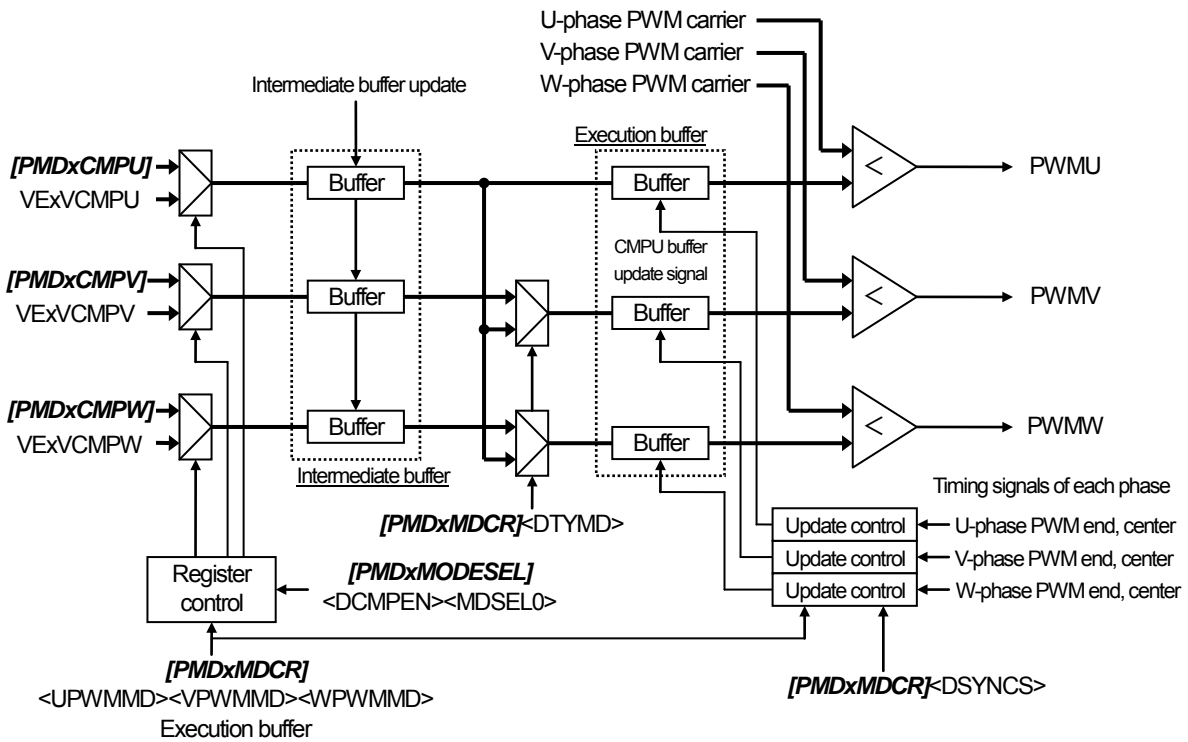 U-phase PWM carrier
V-phase PWM carrier
W-phase PWM carrier
Intermediate buffer update
Execution buffer
[PMDxCMPU]
VExVCMPU
Buffer
Buffer
<
PWMU
CMPU buffer
update signal
[PMDxCMPV]
VExVCMPV
Buffer
Buffer
<
PWMV
[PMDxCMPW]
VExVCMPW
Buffer
Buffer
<
PWMW
Intermediate buffer
Timing signals of each phase
[PMDxMDCR]<DTYMD>
Update control
U-phase PWM end, center
Update control
V-phase PWM end, center
Update control
W-phase PWM end, center
Register
control
[PMDxMODESEL]
<DCMPEN><MDSEL0>
[PMDxMDCR]
<UPWMMD><VPWMMD><WPWMMD>
Execution buffer
[PMDxMDCR]<DSYNCS>